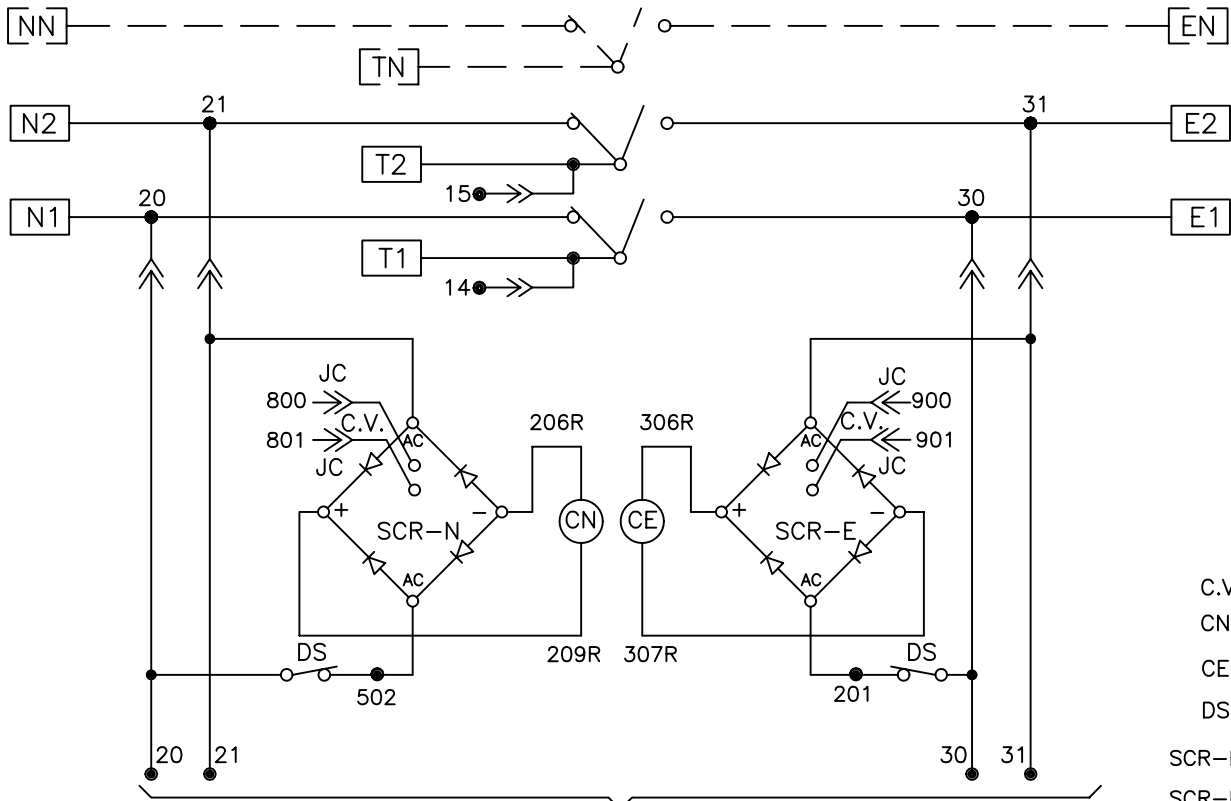 NN
EN
TN
21
31
N2
E2
T2
15
20
30
N1
E1
T1
14
JC
JC
800
206R
306R
900
C.V.
C.V.
801
AC
AC
901
JC
JC
+
-
CN
CE
+
-
SCR-N
SCR-E
AC
AC
C.V
CN
DS
209R
307R
DS
CE
502
201
DS
20
21
30
31
SCR-
SCR-